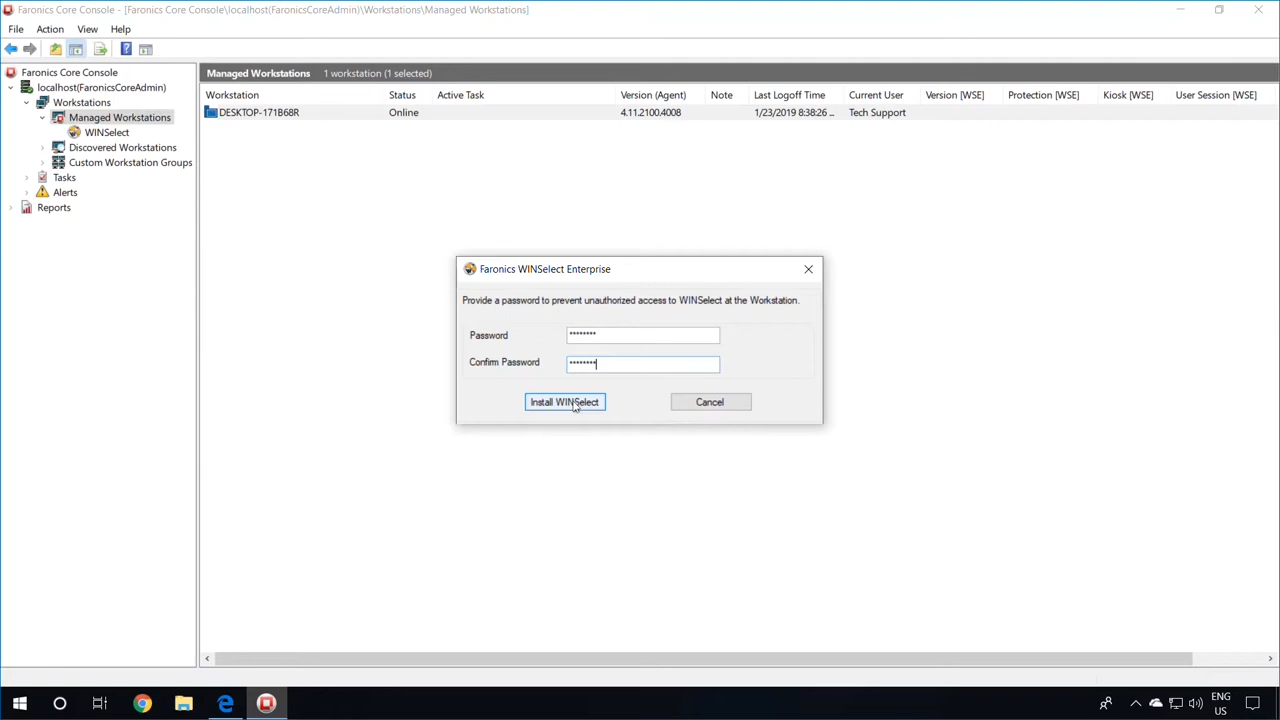 Faronics Core Console - [Faronics Core Console\localhost(FaronicsCoreAdmin)\Workstations\Managed Workstations]
File Action View Help
Faronics Core Console
localhost(FaronicsCoreAdmin)
Workstations
Managed Workstations
WINSelect
Discovered Workstations
Custom Workstation Groups
Tasks
Alerts
Reports
Managed Workstations 1 workstation (1 selected)
Workstation Status Active Task Version (Agent) Note Last Logoff Time Current User Version [WSE] Protection [WSE] Kiosk [WSE] User Session [WSE]
DESKTOP-171B68R Online 4.11.2100.4008 1/23/2019 8:38:26 ... Tech Support
Faronics WINSelect Enterprise
Provide a password to prevent unauthorized access to WINSelect at the Workstation.
Password ********
Confirm Password ********
Install WINSelect Cancel
ENG
US